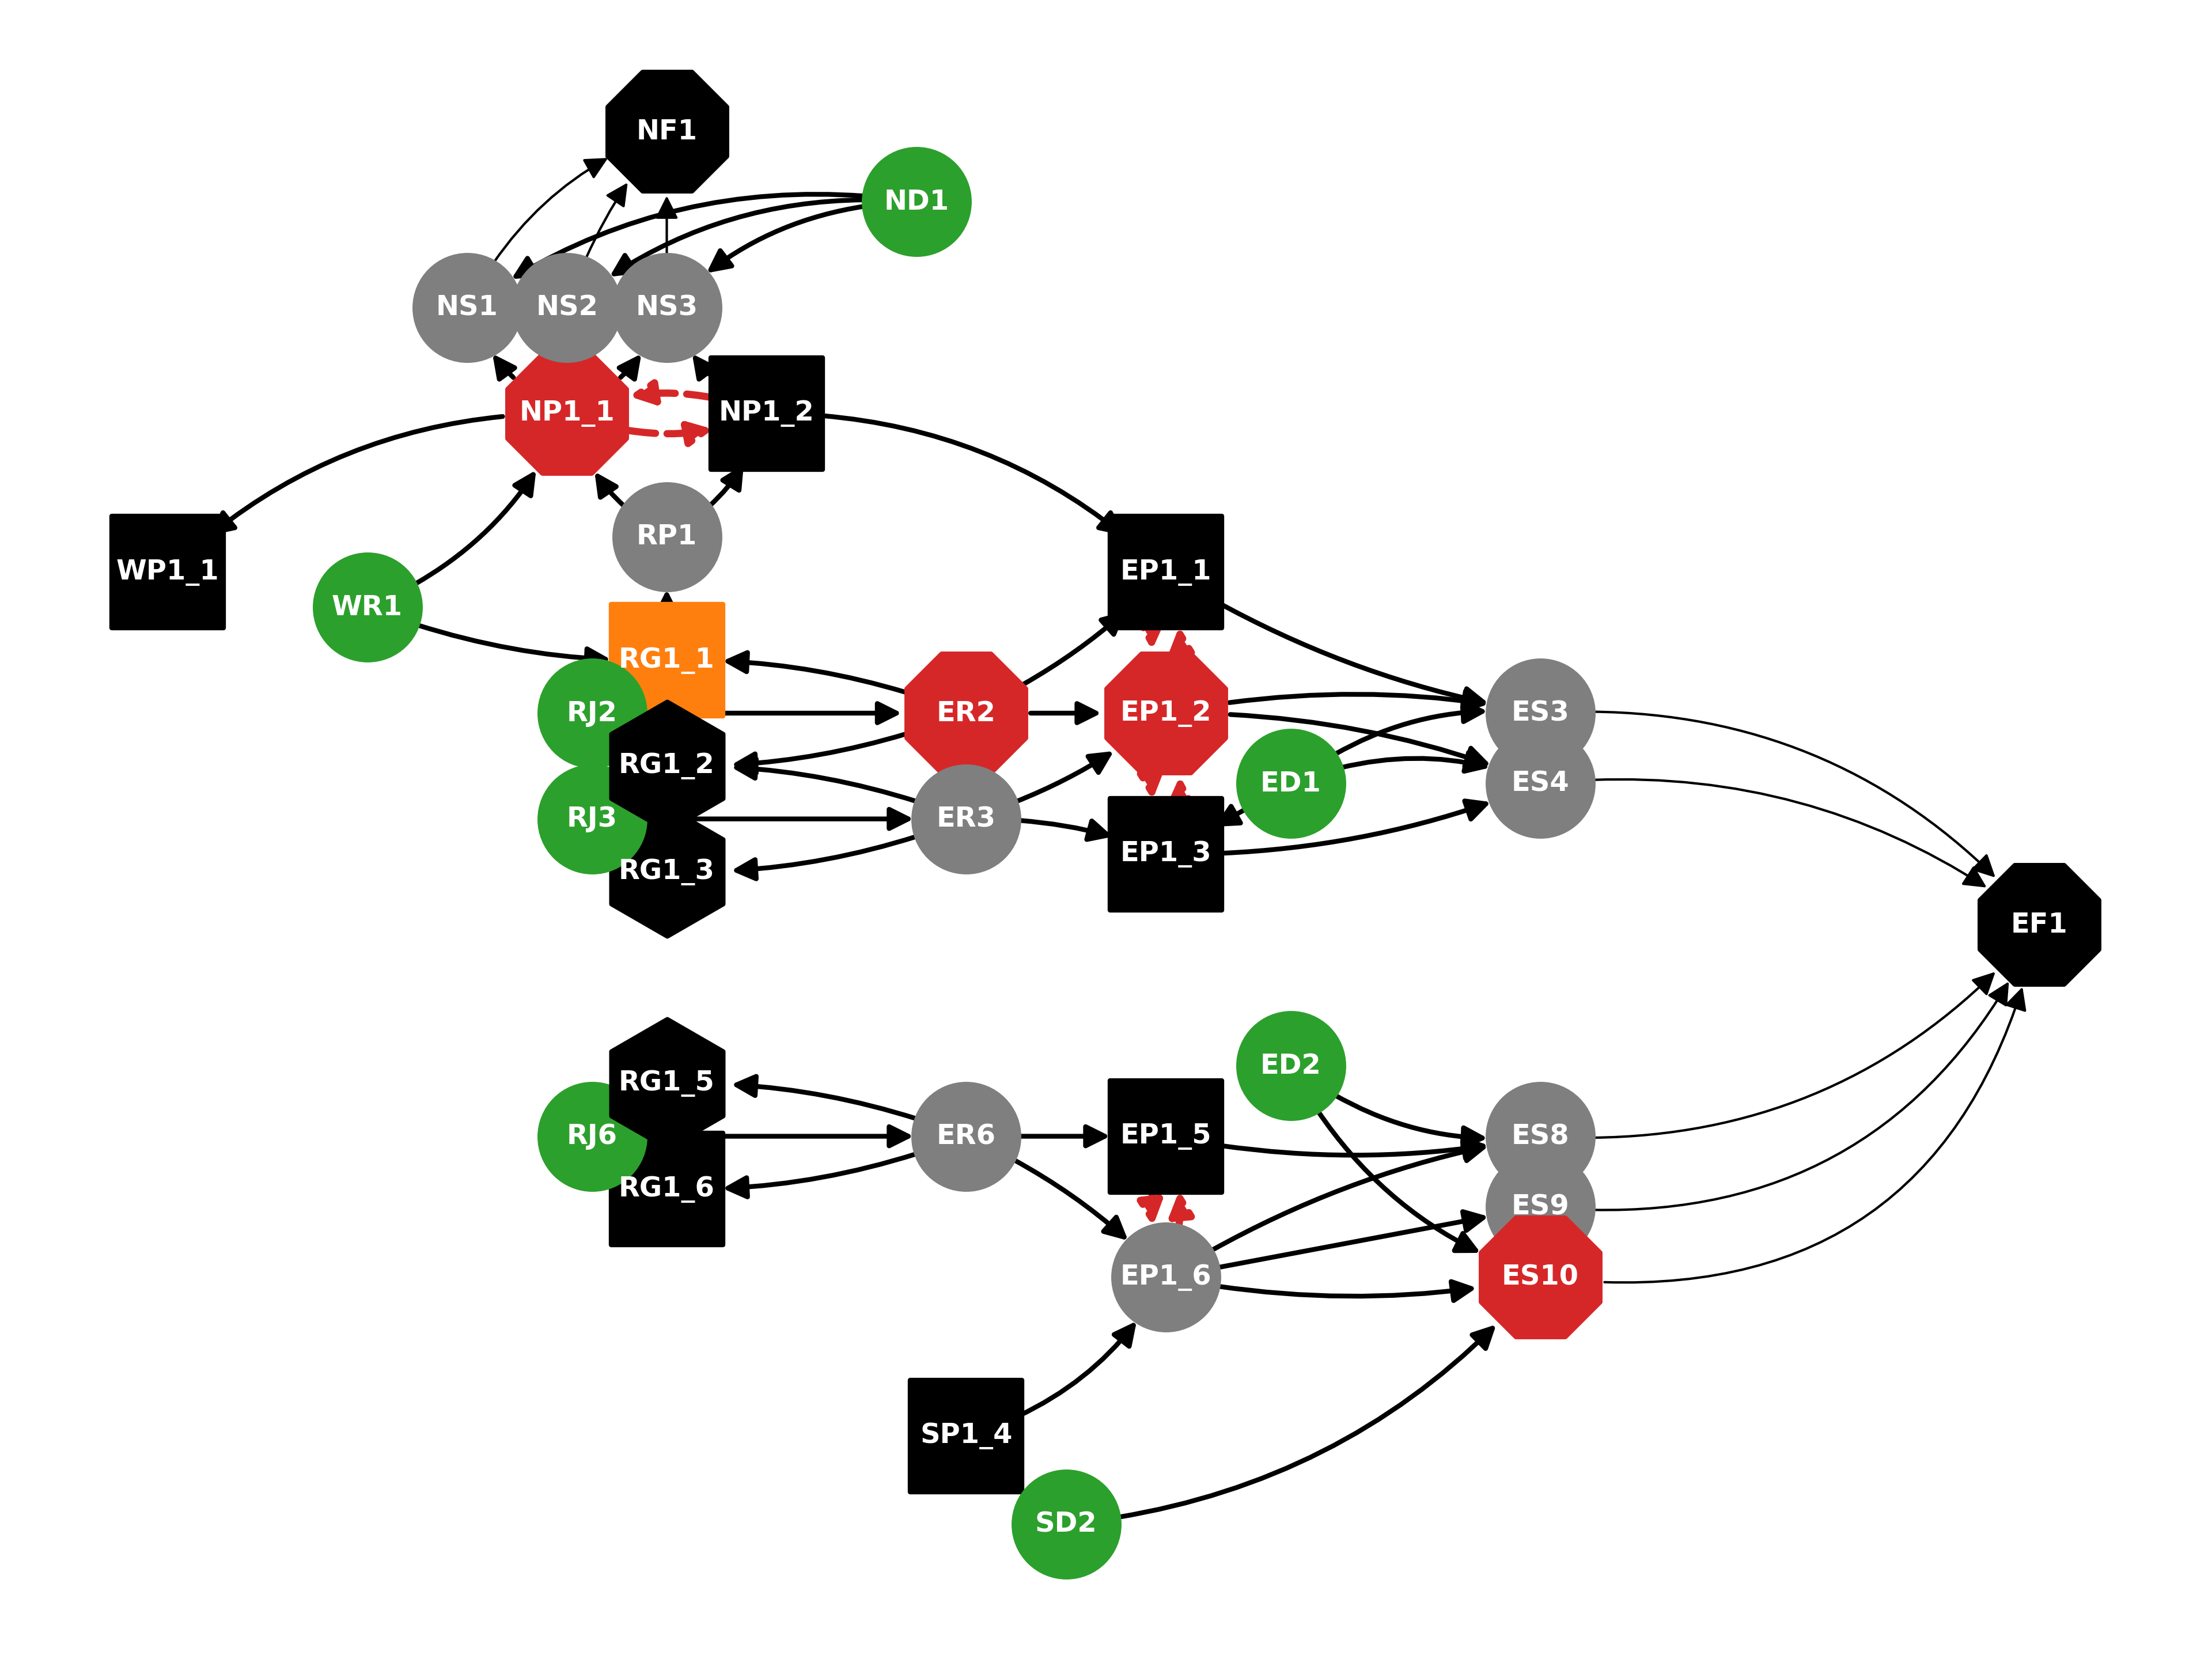 NF1
ND1
NS1
NS2
NS3
NP1_1
NP1_2
RP1
WP1_1
EP1_1
WR1
RG1_1
RJ2
ER2
EP1_2
ES3
RG1_2
ED1
ES4
RJ3
ER3
EP1_3
RG1_3
EF1
ED2
RG1_5
RJ6
ER6
EP1_5
ES8
RG1_6
ES9
EP1_6
ES10
SP1_4
SD2